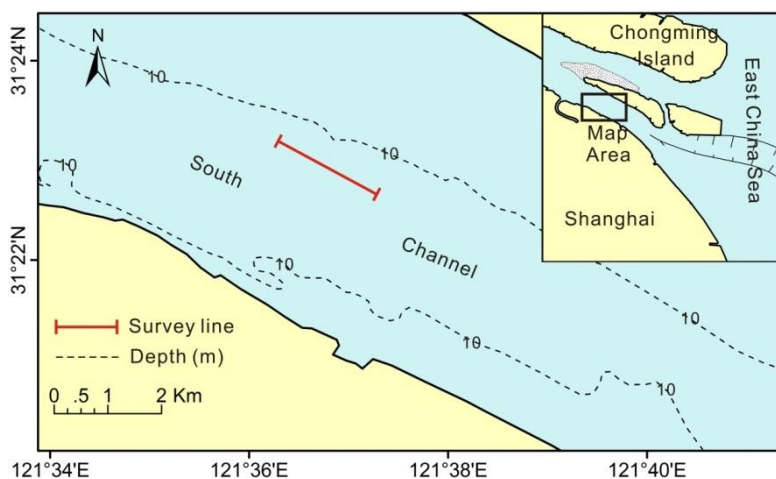 31°24'N
31°22'N
N
10
10
10
10
10
10
10
South
Channel
Survey line
Depth (m)
0 .5 1 2 Km
Chongming
Island
East China Sea
Map
Area
Shanghai
121°34'E
121°36'E
121°38'E
121°40'E